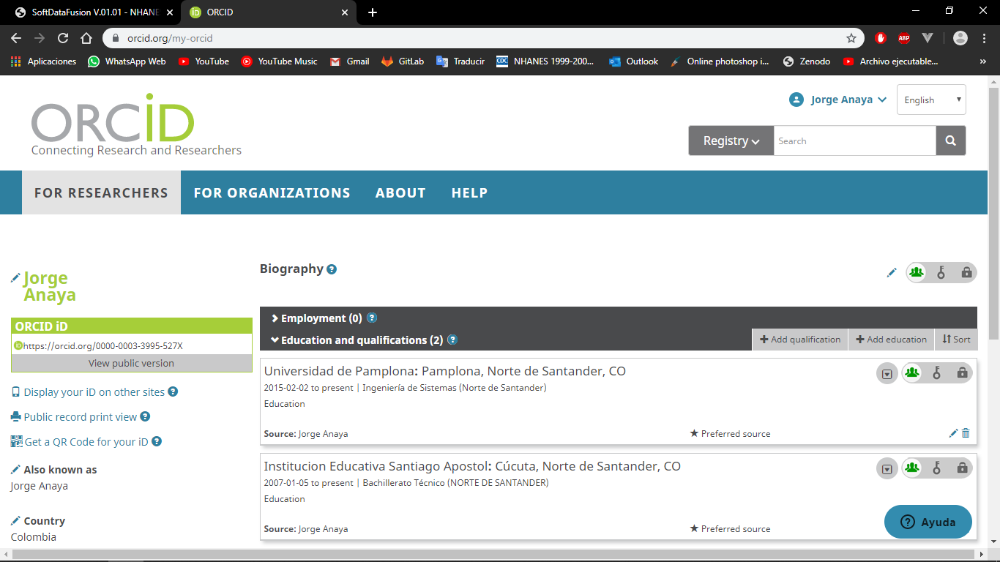 SoftDataFusion V.01.01 - NHANE
ORCID
orcid.org/my-orcid
Aplicaciones
WhatsApp Web
YouTube
YouTube Music
Gmail
GitLab
Traducir
NHANES 1999-200...
Outlook
Online photoshop i...
Zenodo
Archivo ejecutable...
ORCID
Connecting Research and Researchers
Jorge Anaya
English
Registry
Search
FOR RESEARCHERS
FOR ORGANIZATIONS
ABOUT
HELP
Jorge
Anaya
ORCID iD
https://orcid.org/0000-0003-3995-527X
View public version
Display your iD on other sites
Public record print view
Get a QR Code for your iD
Also known as
Jorge Anaya
Country
Colombia
Biography
Employment (0)
Education and qualifications (2)
Add qualification
Add education
Sort
Universidad de Pamplona: Pamplona, Norte de Santander, CO
2015-02-02 to present | Ingeniería de Sistemas (Norte de Santander)
Education
Source: Jorge Anaya
Preferred source
Institucion Educativa Santiago Apostol: Cúcuta, Norte de Santander, CO
2007-01-05 to present | Bachillerato Técnico (NORTE DE SANTANDER)
Education
Source: Jorge Anaya
Preferred source
Ayuda